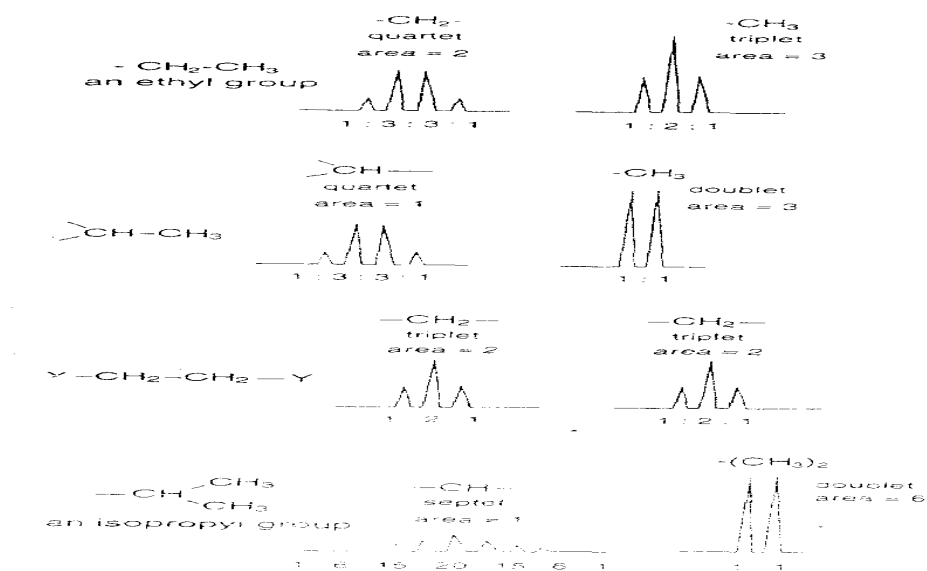 -CH2-
quartet
area = 2
-CH3
triplet
area = 3
- CH2-CH3
an ethyl group
1 : 3 : 3 : 1
1 : 2 : 1
>CH —
quartet
area = 1
-CH3
doublet
area = 3
>CH-CH3
1 : 3 : 3 : 1
1 : 1
—CH2—
triplet
area = 2
—CH2—
triplet
area = 2
Y —CH2—CH2 — Y
1 2 1
1 : 2 : 1
-(CH3)2
doublet
area = 6
—CH
CH3
CH3
an isopropyl group
—CH—
septet
area = 1
1 6 15 20 15 6 1
1 1